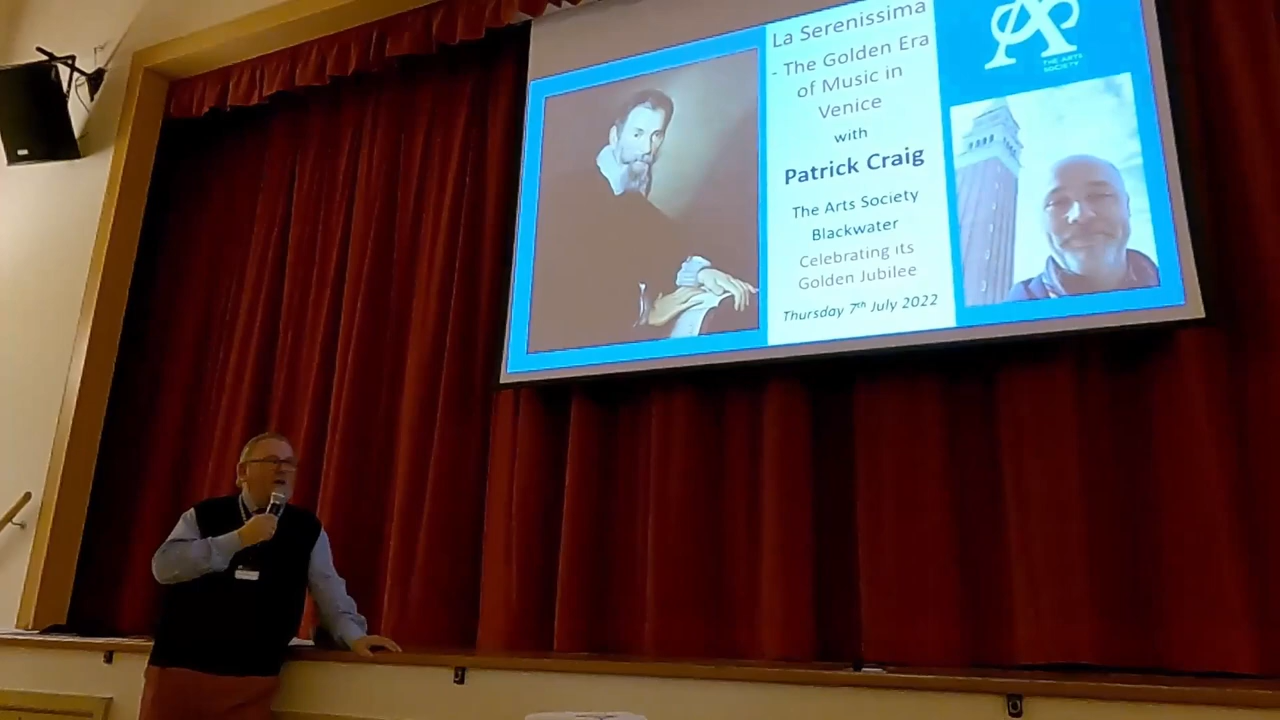 La Serenissima
- The Golden Era
of Music in
Venice
with
Patrick Craig
The Arts Society
Blackwater
Celebrating its
Golden Jubilee
Thursday 7th July 2022
AS
THE ARTS
SOCIETY